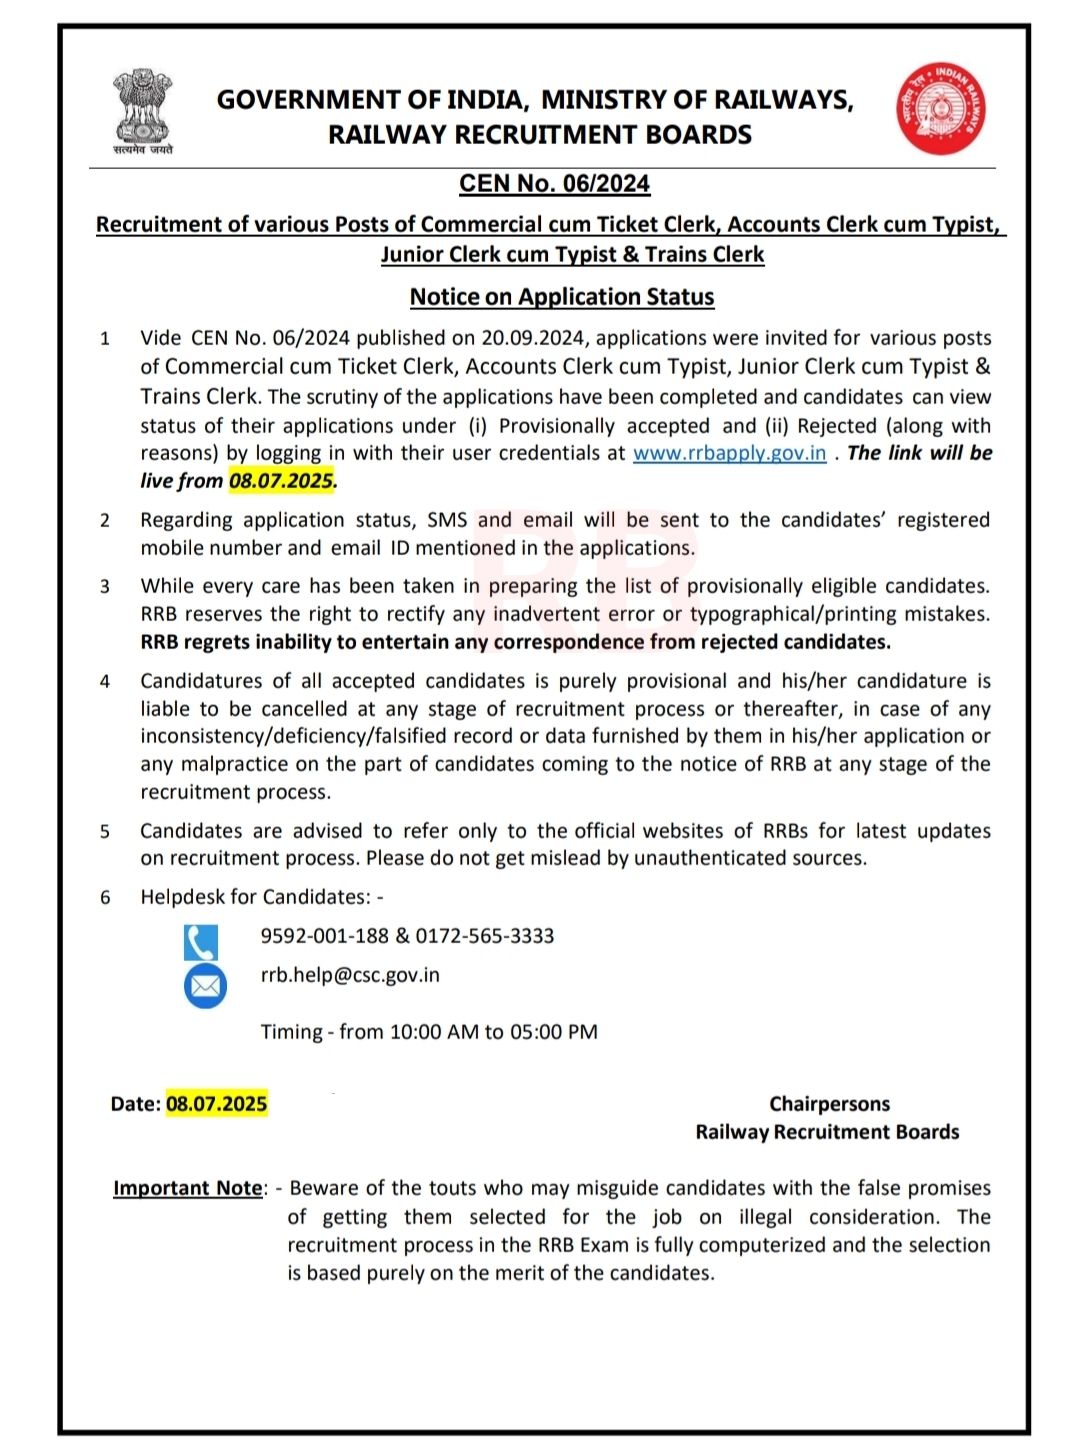 GOVERNMENT OF INDIA, MINISTRY OF RAILWAYS,
RAILWAY RECRUITMENT BOARDS
सत्यमेव जयते
भारतीय रेल • INDIAN RAILWAYS
CEN No. 06/2024
Recruitment of various Posts of Commercial cum Ticket Clerk, Accounts Clerk cum Typist,
Junior Clerk cum Typist & Trains Clerk
Notice on Application Status
1 Vide CEN No. 06/2024 published on 20.09.2024, applications were invited for various posts
of Commercial cum Ticket Clerk, Accounts Clerk cum Typist, Junior Clerk cum Typist &
Trains Clerk. The scrutiny of the applications have been completed and candidates can view
status of their applications under (i) Provisionally accepted and (ii) Rejected (along with
reasons) by logging in with their user credentials at www.rrbapply.gov.in . The link will be
live from 08.07.2025.
2 Regarding application status, SMS and email will be sent to the candidates’ registered
mobile number and email ID mentioned in the applications.
3 While every care has been taken in preparing the list of provisionally eligible candidates.
RRB reserves the right to rectify any inadvertent error or typographical/printing mistakes.
RRB regrets inability to entertain any correspondence from rejected candidates.
RB
4 Candidatures of all accepted candidates is purely provisional and his/her candidature is
liable to be cancelled at any stage of recruitment process or thereafter, in case of any
inconsistency/deficiency/falsified record or data furnished by them in his/her application or
any malpractice on the part of candidates coming to the notice of RRB at any stage of the
recruitment process.
5 Candidates are advised to refer only to the official websites of RRBs for latest updates
on recruitment process. Please do not get mislead by unauthenticated sources.
6 Helpdesk for Candidates: -
9592-001-188 & 0172-565-3333
rrb.help@csc.gov.in
Timing - from 10:00 AM to 05:00 PM
Date: 08.07.2025
Chairpersons
Railway Recruitment Boards
Important Note: - Beware of the touts who may misguide candidates with the false promises
of getting them selected for the job on illegal consideration. The
recruitment process in the RRB Exam is fully computerized and the selection
is based purely on the merit of the candidates.